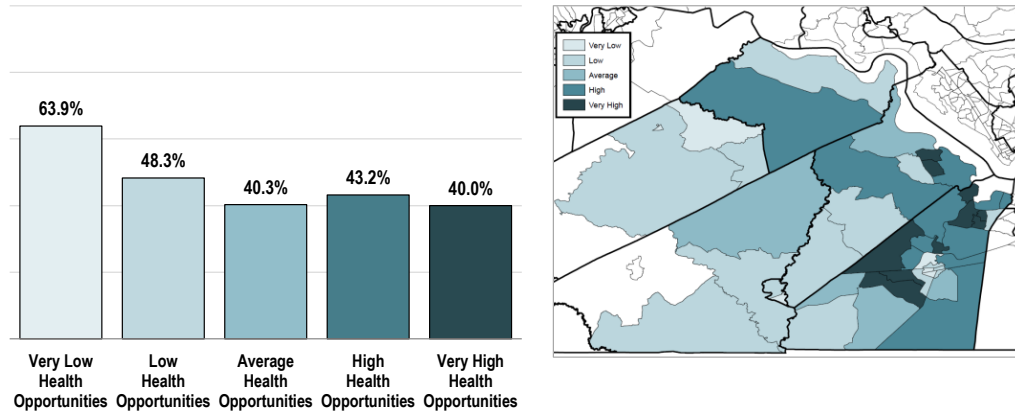 63.9%
48.3%
40.3%
43.2%
40.0%
Very Low
Health
Opportunities
Low
Health
Opportunities
Average
Health
Opportunities
High
Health
Opportunities
Very High
Health
Opportunities
Very Low
Low
Average
High
Very High